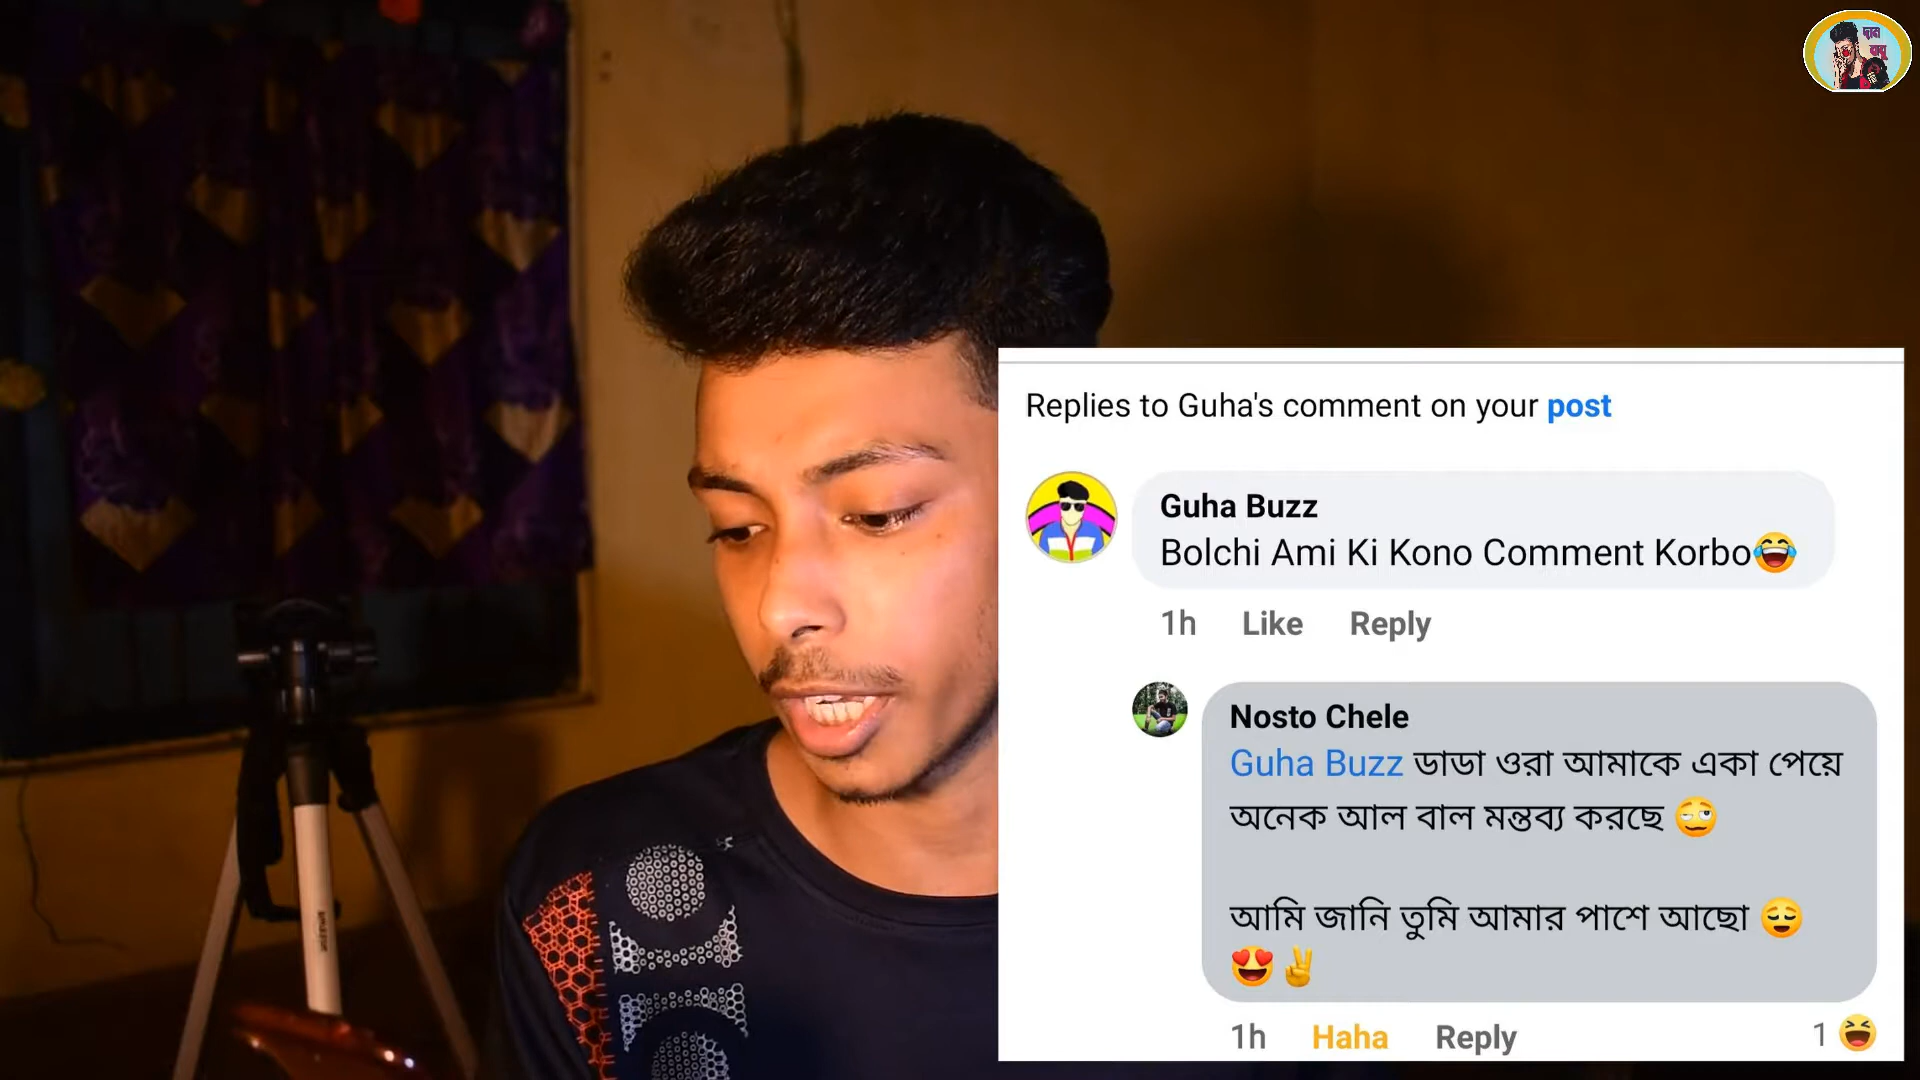 দাস
বাবু
Replies to Guha's comment on your post
Guha Buzz
Bolchi Ami Ki Kono Comment Korbo😂
1h Like Reply
Nosto Chele
Guha Buzz ডাডা ওরা আমাকে একা পেয়ে
অনেক আল বাল মন্তব্য করছে 🥴
আমি জানি তুমি আমার পাশে আছো 😌
😍✌️
1h Haha Reply 1 😆